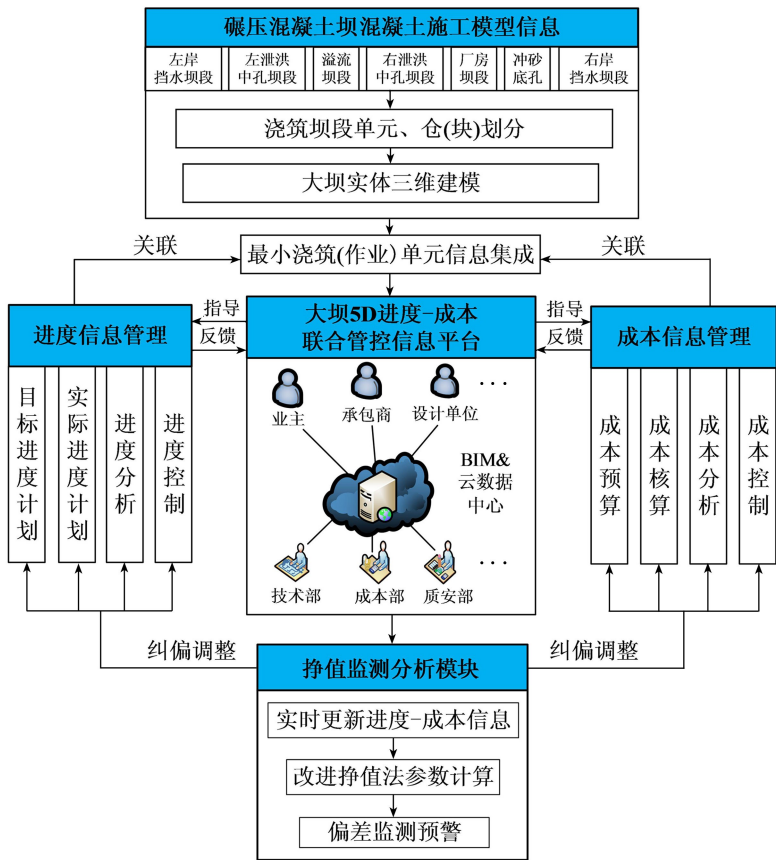 碾压混凝土坝混凝土施工模型信息
左岸
挡水坝段
左泄洪
中孔坝段
溢流
坝段
右泄洪
中孔坝段
厂房
坝段
冲砂
底孔
右岸
挡水坝段
浇筑坝段单元、仓(块)划分
大坝实体三维建模
关联
最小浇筑(作业)单元信息集成
关联
进度信息管理
目标进度计划
实际进度计划
进度分析
进度控制
指导
反馈
大坝5D进度-成本
联合管控信息平台
业主
承包商
设计单位
···
BIM&
云数据
中心
技术部
成本部
质安部
···
指导
反馈
成本信息管理
成本预算
成本核算
成本分析
成本控制
纠偏调整
挣值监测分析模块
纠偏调整
实时更新进度-成本信息
改进挣值法参数计算
偏差监测预警